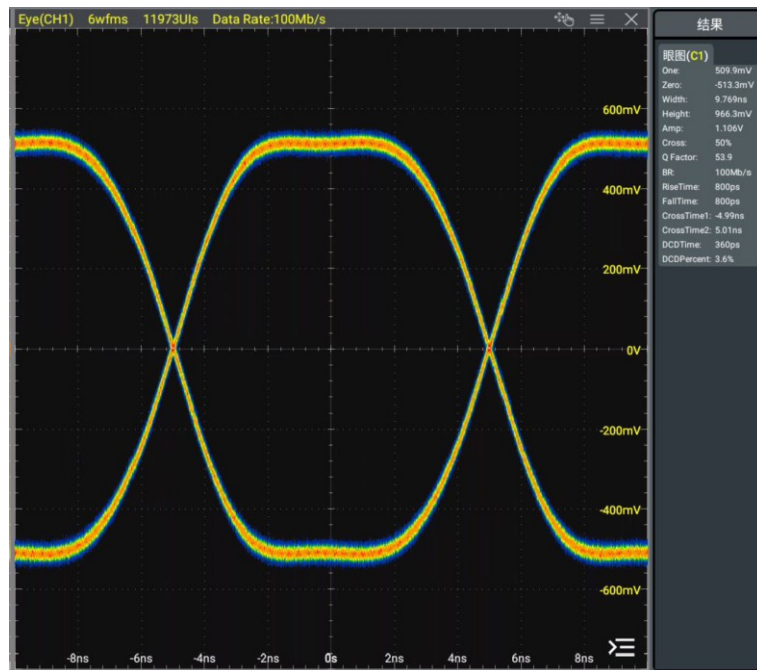 Eye(CH1) 6wfms 11973UIs Data Rate:100Mb/s
结果
眼图(C1)
One: 509.9mV
Zero: -513.3mV
Width: 9.769ns
Height: 966.3mV
Amp: 1.106V
Cross: 50%
Q Factor: 53.9
BR: 100Mb/s
RiseTime: 800ps
FallTime: 800ps
CrossTime1: -4.99ns
CrossTime2: 5.01ns
DCDTime: 360ps
DCDPercent: 3.6%
600mV
400mV
200mV
0V
-200mV
-400mV
-600mV
-8ns -6ns -4ns -2ns 0s 2ns 4ns 6ns 8ns